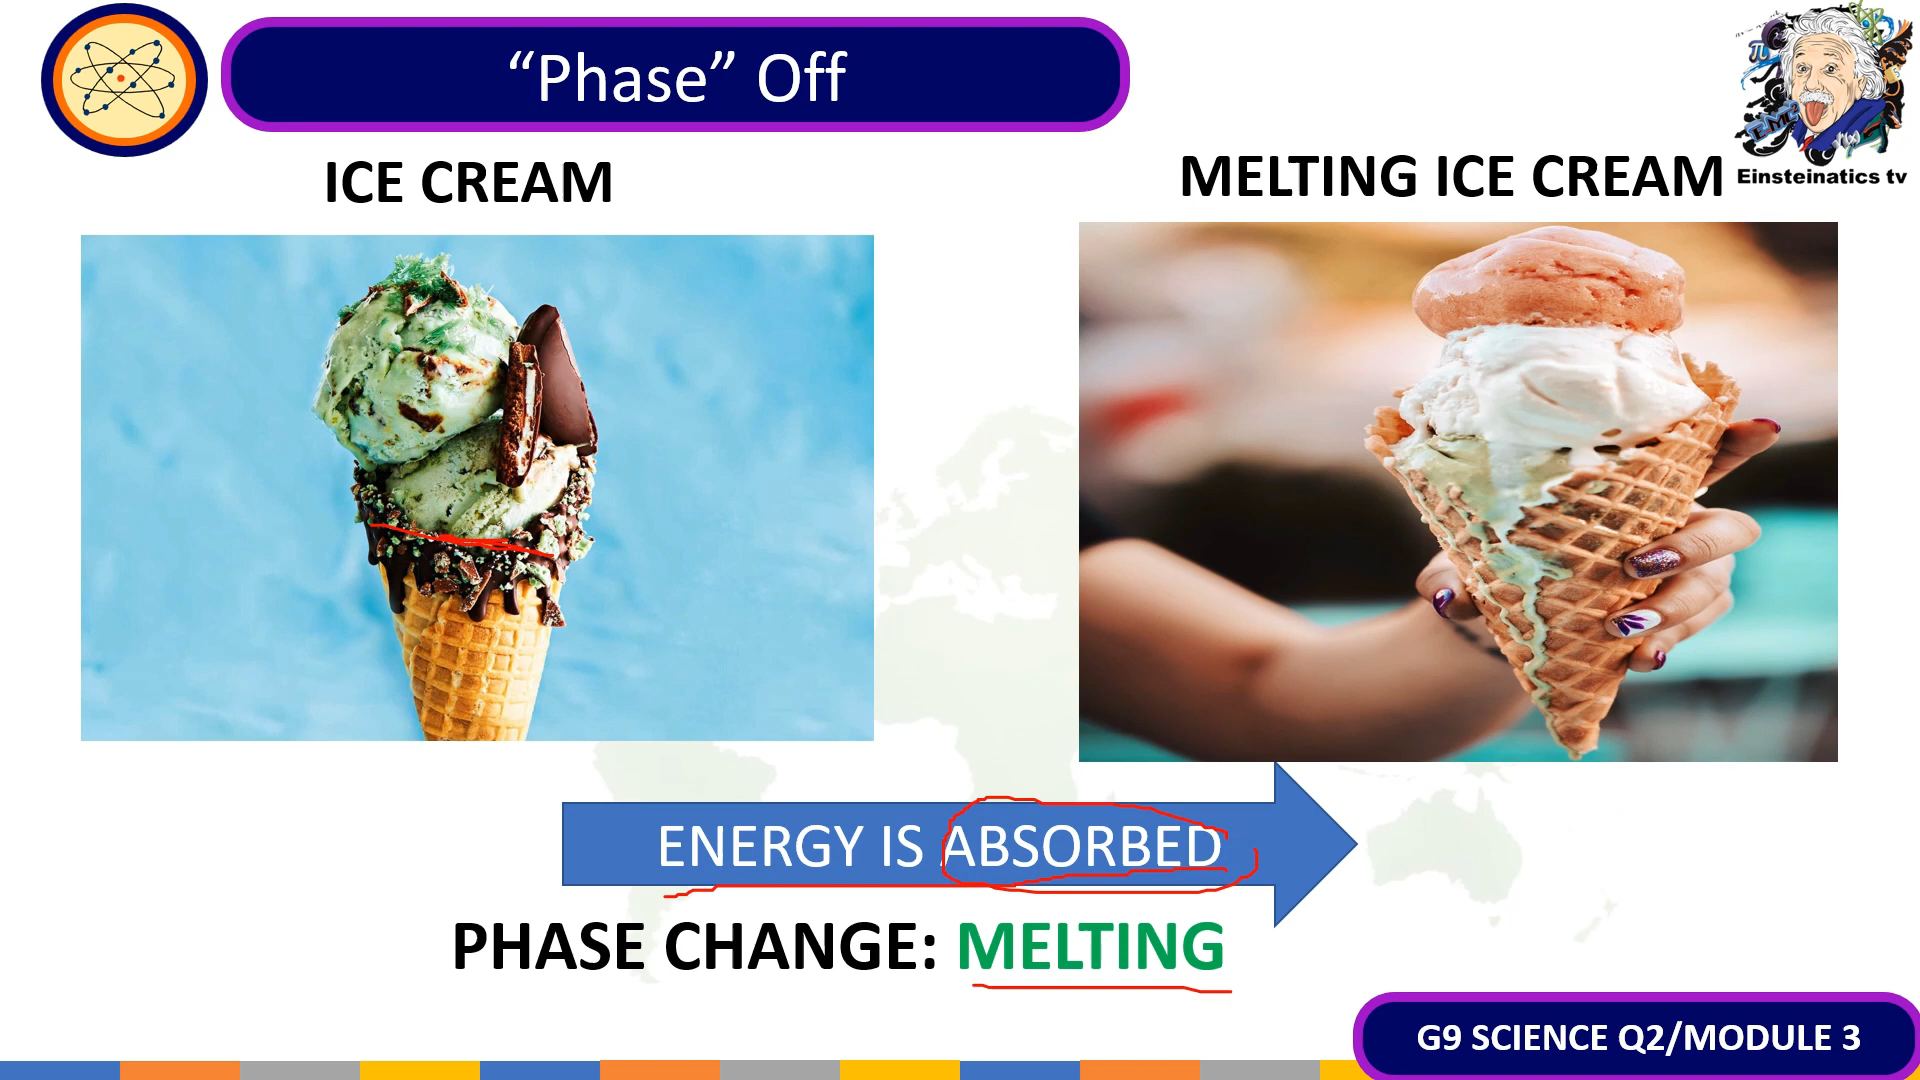 “Phase” Off
ICE CREAM
MELTING ICE CREAM
Einsteinatics tv
ENERGY IS ABSORBED
PHASE CHANGE: MELTING
G9 SCIENCE Q2/MODULE 3